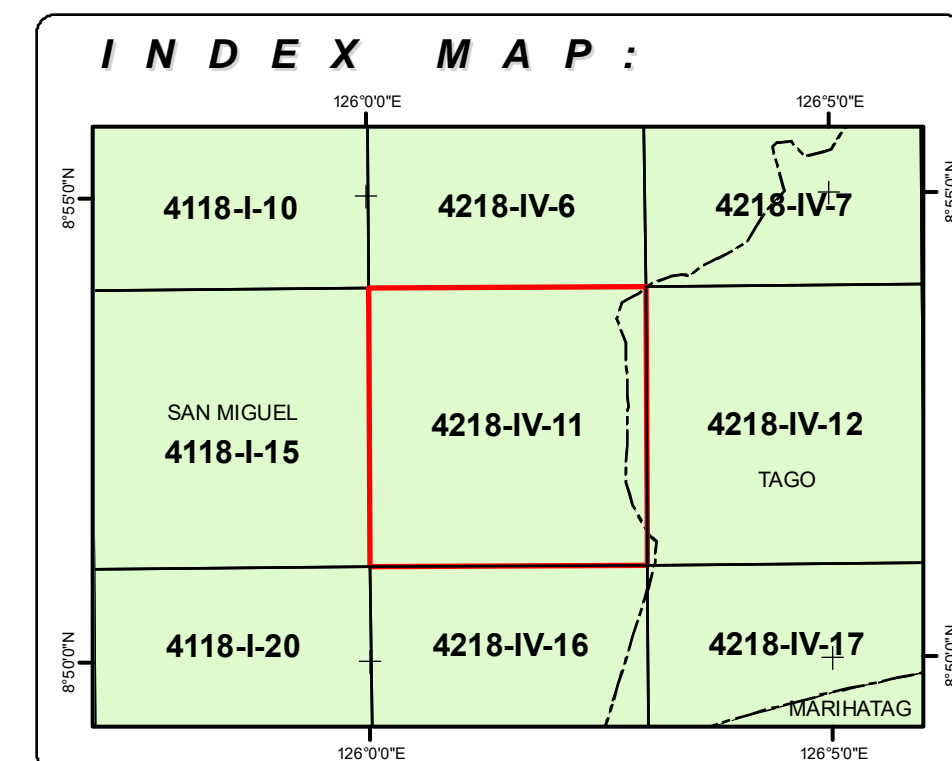 INDEX MAP:
126°0'0"E 126°5'0"E
8°55'0"N 4118-I-10 4218-IV-6 4218-IV-7 8°55'0"N
SAN MIGUEL
4118-I-15 4218-IV-11 4218-IV-12
TAGO
8°50'0"N 4118-I-20 4218-IV-16 4218-IV-17 8°50'0"N
MARIHATAG
126°0'0"E 126°5'0"E